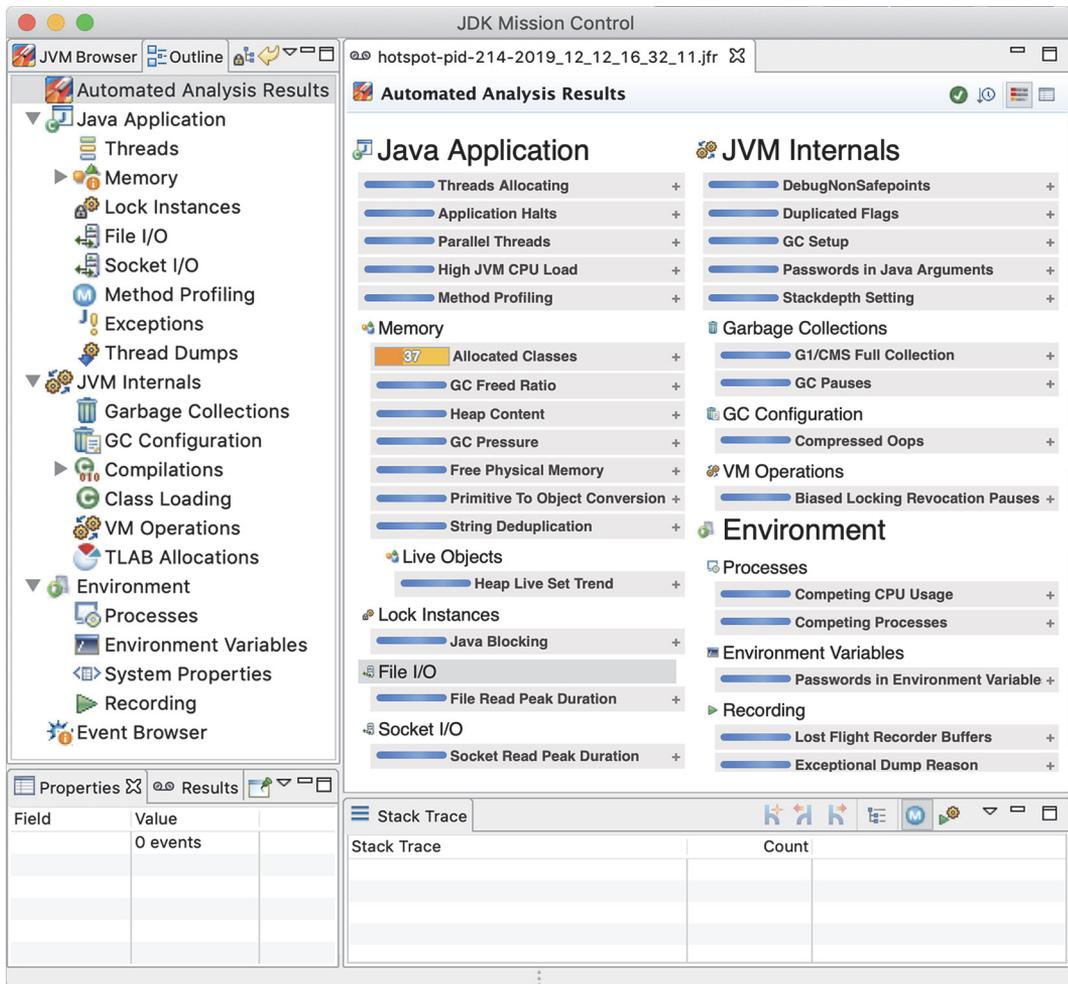 JDK Mission Control
JVM Browser
Outline
Automated Analysis Results
Java Application
Threads
Memory
Lock Instances
File I/O
Socket I/O
Method Profiling
Exceptions
Thread Dumps
JVM Internals
Garbage Collections
GC Configuration
Compilations
Class Loading
VM Operations
TLAB Allocations
Environment
Processes
Environment Variables
System Properties
Recording
Event Browser
Properties
Results
Field Value
0 events
hotspot-pid-214-2019_12_12_16_32_11.jfr
Automated Analysis Results
Java Application
Threads Allocating +
Application Halts +
Parallel Threads +
High JVM CPU Load +
Method Profiling +
Memory
37 Allocated Classes +
GC Freed Ratio +
Heap Content +
GC Pressure +
Free Physical Memory +
Primitive To Object Conversion +
String Deduplication +
Live Objects
Heap Live Set Trend +
Lock Instances
Java Blocking +
File I/O
File Read Peak Duration +
Socket I/O
Socket Read Peak Duration +
JVM Internals
DebugNonSafepoints +
Duplicated Flags +
GC Setup +
Passwords in Java Arguments +
Stackdepth Setting +
Garbage Collections
G1/CMS Full Collection +
GC Pauses +
GC Configuration
Compressed Oops +
VM Operations
Biased Locking Revocation Pauses +
Environment
Processes
Competing CPU Usage +
Competing Processes +
Environment Variables
Passwords in Environment Variable +
Recording
Lost Flight Recorder Buffers +
Exceptional Dump Reason +
Stack Trace
Stack Trace Count